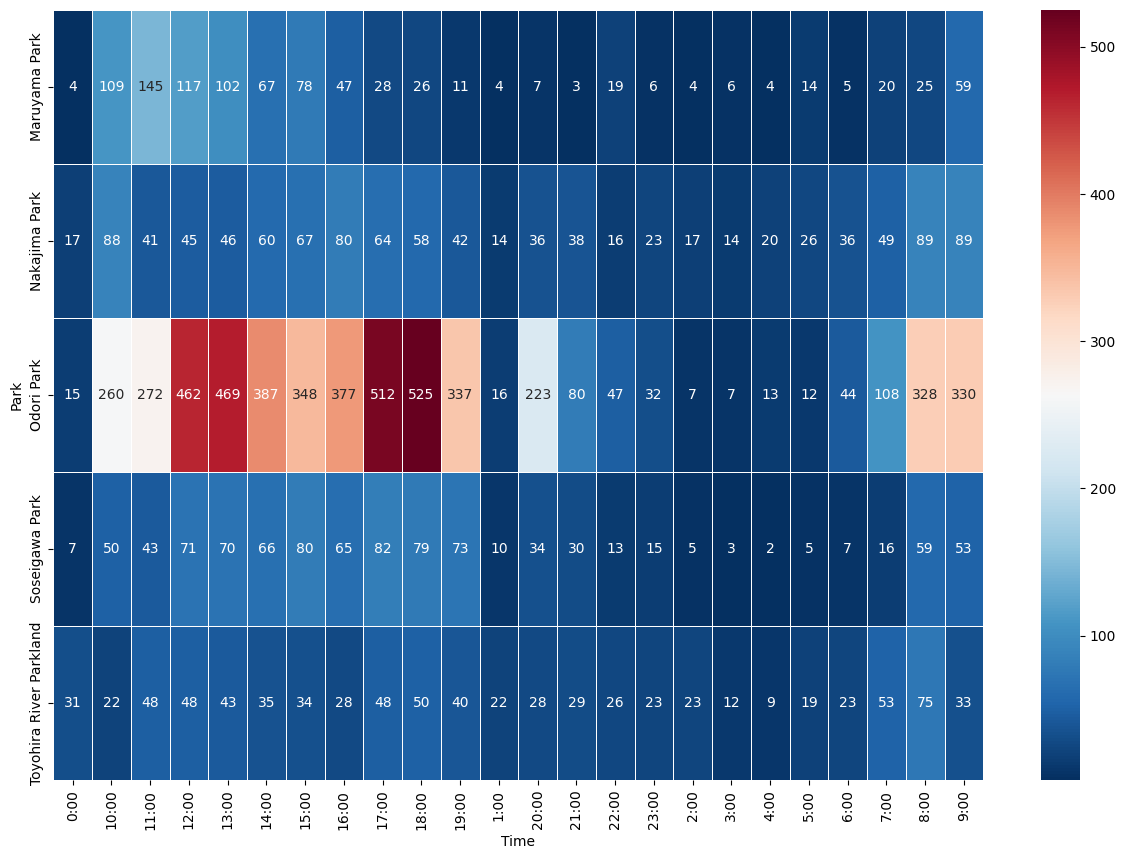 Maruyama Park 4 109 145 117 102 67 78 47 28 26 11 4 7 3 19 6 4 6 4 14 5 20 25 59
Nakajima Park 17 88 41 45 46 60 67 80 64 58 42 14 36 38 16 23 17 14 20 26 36 49 89 89
Park
Odori Park 15 260 272 462 469 387 348 377 512 525 337 16 223 80 47 32 7 7 13 12 44 108 328 330
Soseigawa Park 7 50 43 71 70 66 80 65 82 79 73 10 34 30 13 15 5 3 2 5 7 16 59 53
Toyohira River Parkland 31 22 48 48 43 35 34 28 48 50 40 22 28 29 26 23 23 12 9 19 23 53 75 33
0:00 10:00 11:00 12:00 13:00 14:00 15:00 16:00 17:00 18:00 19:00 1:00 20:00 21:00 22:00 23:00 2:00 3:00 4:00 5:00 6:00 7:00 8:00 9:00
Time
500
400
300
200
100